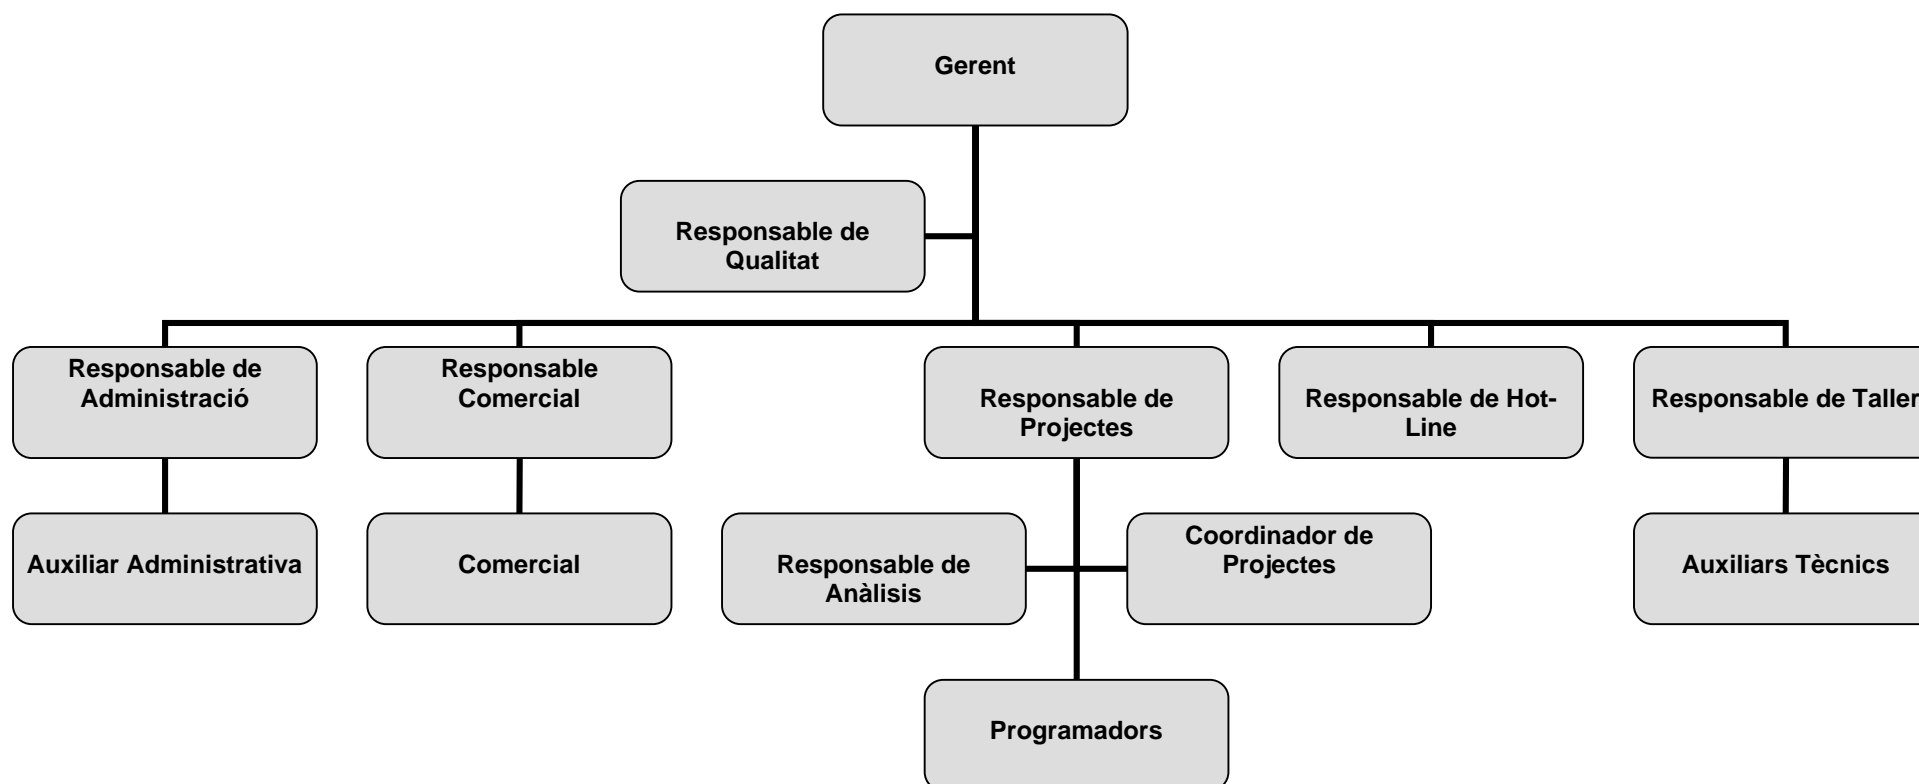 Gerent
Responsable de
Qualitat
Responsable de
Administració
Responsable
Comercial
Responsable de
Projectes
Responsable de Hot-
Line
Responsable de Taller
Auxiliar Administrativa
Comercial
Responsable de
Anàlisis
Coordinador de
Projectes
Auxiliars Tècnics
Programadors